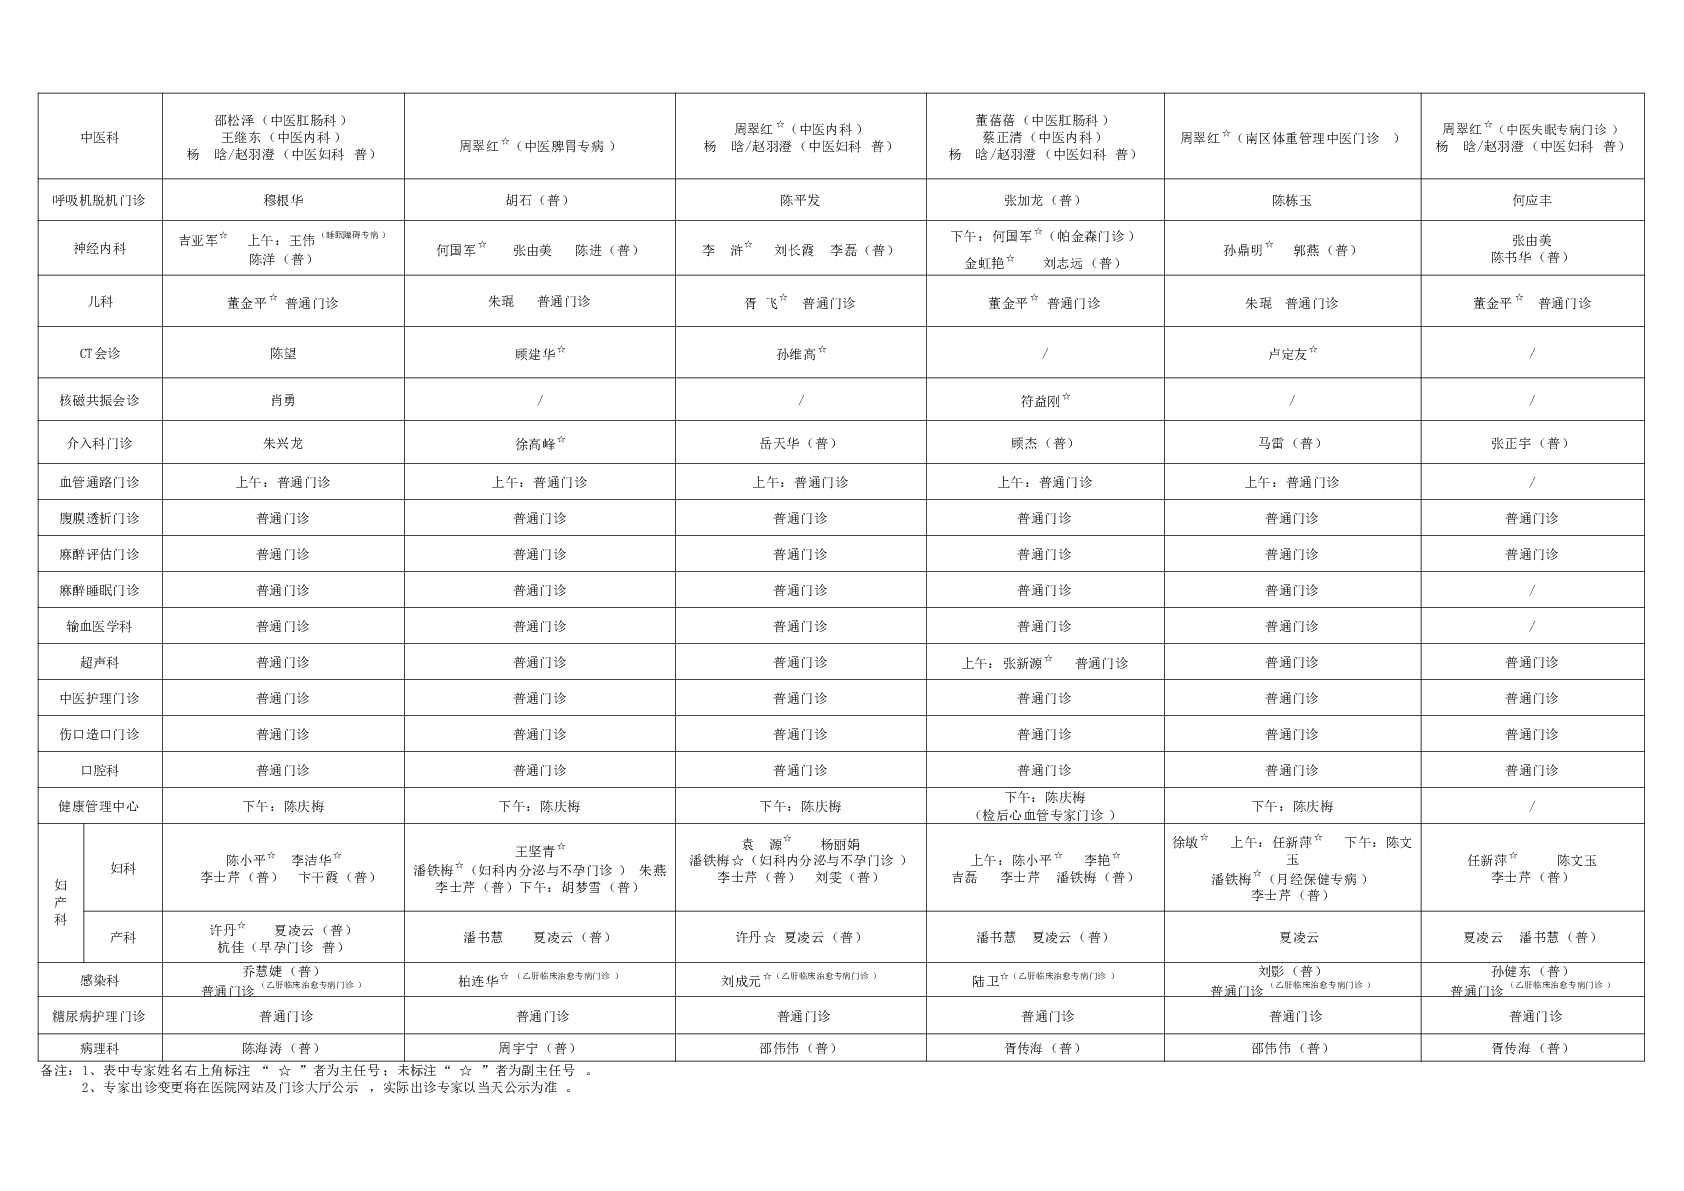 中医科
邵松泽（中医肛肠科）
王继东（中医内科）
杨 晗/赵羽澄（中医妇科 普）
周翠红☆（中医脾胃专病）
周翠红☆（中医内科）
杨 晗/赵羽澄（中医妇科 普）
董蓓蓓（中医肛肠科）
蔡正清（中医内科）
杨 晗/赵羽澄（中医妇科 普）
周翠红☆（南区体重管理中医门诊 ）
周翠红☆（中医失眠专病门诊）
杨 晗/赵羽澄（中医妇科 普）
呼吸机脱机门诊
穆根华
胡石（普）
陈平发
张加龙（普）
陈栋玉
何应丰
神经内科
吉亚军☆ 上午：王伟（睡眠障碍专病）
陈洋（普）
何国军☆ 张由美 陈进（普）
李 浒☆ 刘长霞 李磊（普）
下午：何国军☆（帕金森门诊）
金虹艳☆ 刘志远（普）
孙鼎明☆ 郭燕（普）
张由美
陈书华（普）
儿科
董金平☆ 普通门诊
朱琨 普通门诊
胥 飞☆ 普通门诊
董金平☆ 普通门诊
朱琨 普通门诊
董金平☆ 普通门诊
CT会诊
陈望
顾建华☆
孙维高☆
/
卢定友☆
/
核磁共振会诊
肖勇
/
/
符益刚☆
/
/
介入科门诊
朱兴龙
徐高峰☆
岳天华（普）
顾杰（普）
马雷（普）
张正宇（普）
血管通路门诊
上午：普通门诊
上午：普通门诊
上午：普通门诊
上午：普通门诊
上午：普通门诊
/
腹膜透析门诊
普通门诊
普通门诊
普通门诊
普通门诊
普通门诊
普通门诊
麻醉评估门诊
普通门诊
普通门诊
普通门诊
普通门诊
普通门诊
普通门诊
麻醉睡眠门诊
普通门诊
普通门诊
普通门诊
普通门诊
普通门诊
/
输血医学科
普通门诊
普通门诊
普通门诊
普通门诊
普通门诊
/
超声科
普通门诊
普通门诊
普通门诊
上午：张新源☆ 普通门诊
普通门诊
普通门诊
中医护理门诊
普通门诊
普通门诊
普通门诊
普通门诊
普通门诊
普通门诊
伤口造口门诊
普通门诊
普通门诊
普通门诊
普通门诊
普通门诊
普通门诊
口腔科
普通门诊
普通门诊
普通门诊
普通门诊
普通门诊
普通门诊
健康管理中心
下午：陈庆梅
下午：陈庆梅
下午：陈庆梅
下午：陈庆梅
（检后心血管专家门诊）
下午：陈庆梅
/
妇产科
妇科
陈小平☆ 李洁华☆
李士芹（普） 卞干霞（普）
王坚青☆
潘铁梅☆（妇科内分泌与不孕门诊） 朱燕
李士芹（普）下午：胡梦雪（普）
袁 源☆ 杨丽娟
潘铁梅☆（妇科内分泌与不孕门诊）
李士芹（普） 刘雯（普）
上午：陈小平☆ 李艳☆
吉磊 李士芹 潘铁梅（普）
徐敏☆ 上午：任新萍☆ 下午：陈文
玉
潘铁梅☆（月经保健专病）
李士芹（普）
任新萍☆ 陈文玉
李士芹（普）
产科
许丹☆ 夏凌云（普）
杭佳（早孕门诊 普）
潘书慧 夏凌云（普）
许丹☆ 夏凌云（普）
潘书慧 夏凌云（普）
夏凌云
夏凌云 潘书慧（普）
感染科
乔慧婕（普）
普通门诊（乙肝临床治愈专病门诊）
柏连华☆（乙肝临床治愈专病门诊）
刘成元☆（乙肝临床治愈专病门诊）
陆卫☆（乙肝临床治愈专病门诊）
刘影（普）
普通门诊（乙肝临床治愈专病门诊）
孙健东（普）
普通门诊（乙肝临床治愈专病门诊）
糖尿病护理门诊
普通门诊
普通门诊
普通门诊
普通门诊
普通门诊
普通门诊
病理科
陈海涛（普）
周宇宁（普）
邵伟伟（普）
胥传海（普）
邵伟伟（普）
胥传海（普）
备注：1、表中专家姓名右上角标注“☆”者为主任号；未标注“☆”者为副主任号。
2、专家出诊变更将在医院网站及门诊大厅公示，实际出诊专家以当天公示为准。